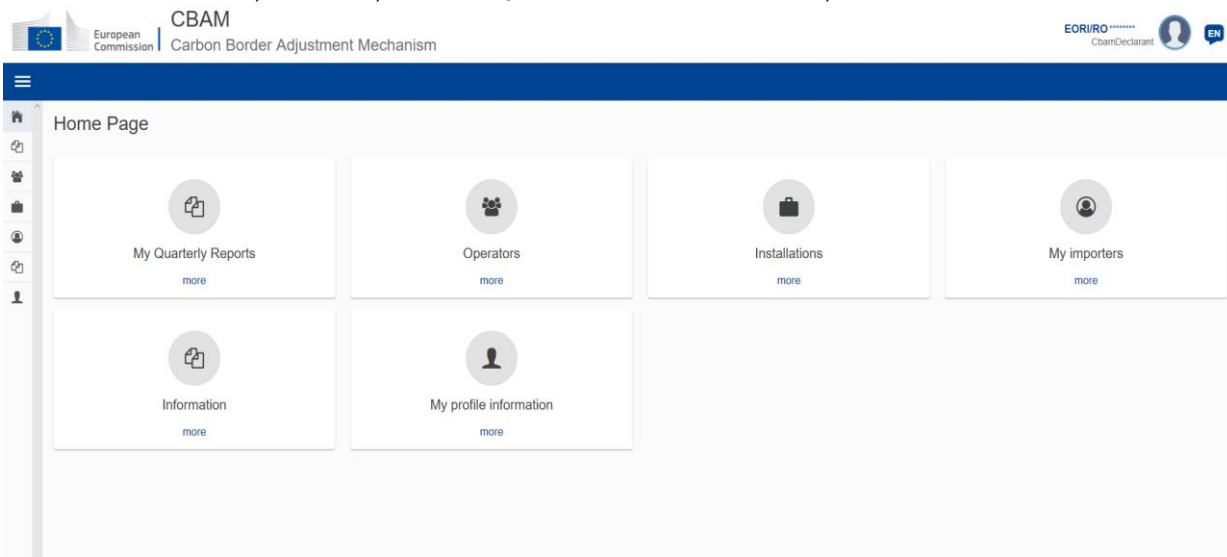 European
Commission
CBAM
Carbon Border Adjustment Mechanism
EORI/RO ********
CbamDeclarant
EN
Home Page
My Quarterly Reports
more
Operators
more
Installations
more
My importers
more
Information
more
My profile information
more